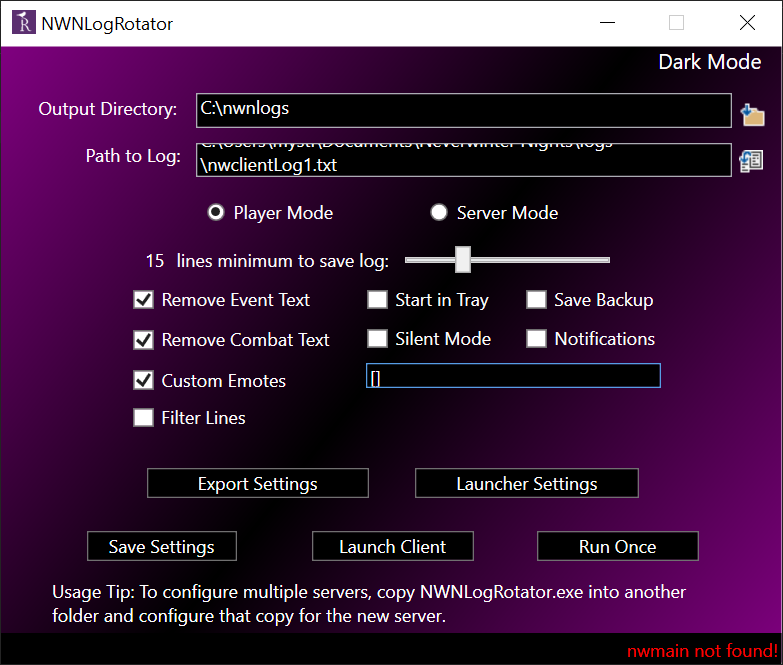 NWNLogRotator
Dark Mode
Output Directory: C:\nwnlogs
Path to Log: C:\Users\mysti\Documents\Neverwinter Nights\logs
\nwclientLog1.txt
Player Mode Server Mode
15 lines minimum to save log:
Remove Event Text Start in Tray Save Backup
Remove Combat Text Silent Mode Notifications
Custom Emotes []
Filter Lines
Export Settings Launcher Settings
Save Settings Launch Client Run Once
Usage Tip: To configure multiple servers, copy NWNLogRotator.exe into another
folder and configure that copy for the new server.
nwmain not found!